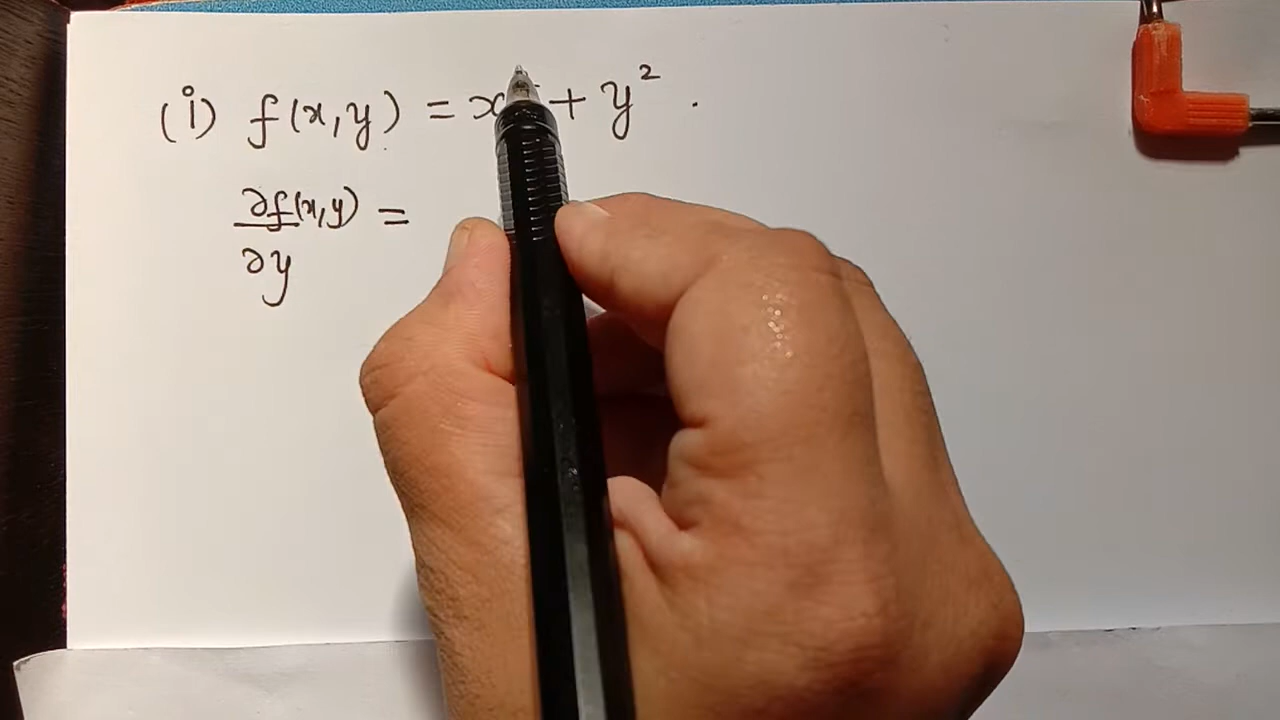 (i) f(x,y) = x + y².
∂f(x,y) =
∂y